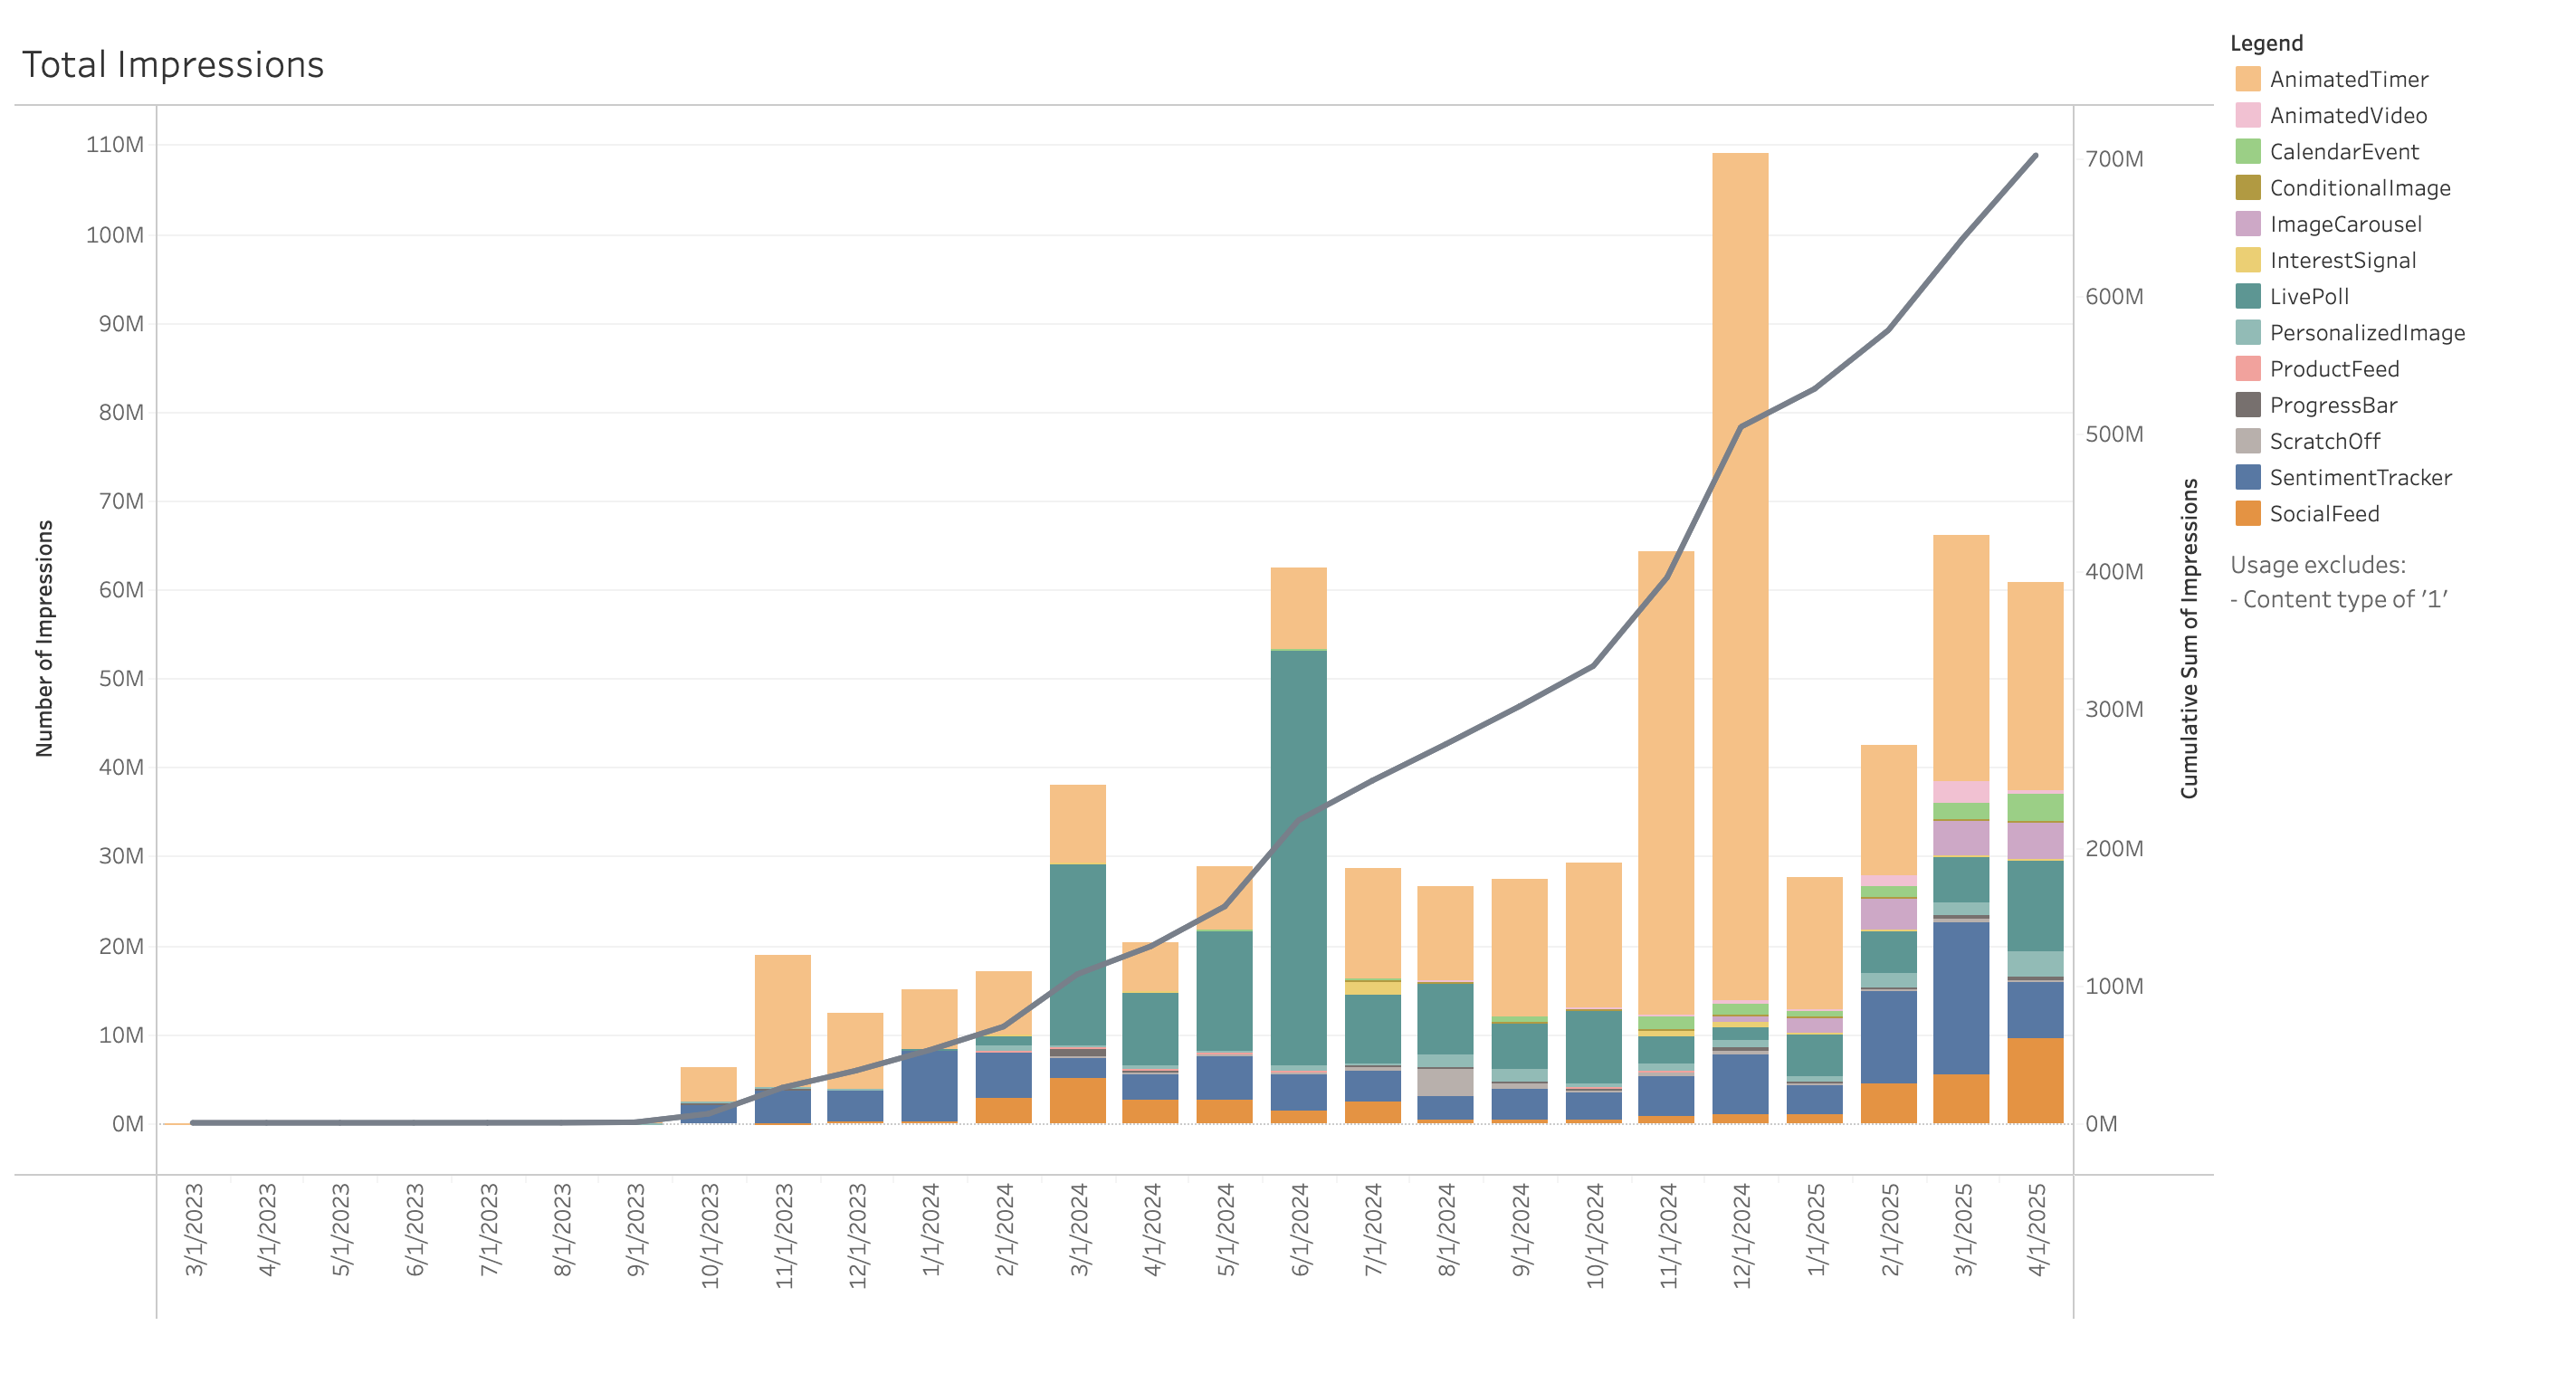 Total Impressions
Number of Impressions
110M
100M
90M
80M
70M
60M
50M
40M
30M
20M
10M
0M
700M
600M
500M
400M
300M
200M
100M
0M
Cumulative Sum of Impressions
3/1/2023
4/1/2023
5/1/2023
6/1/2023
7/1/2023
8/1/2023
9/1/2023
10/1/2023
11/1/2023
12/1/2023
1/1/2024
2/1/2024
3/1/2024
4/1/2024
5/1/2024
6/1/2024
7/1/2024
8/1/2024
9/1/2024
10/1/2024
11/1/2024
12/1/2024
1/1/2025
2/1/2025
3/1/2025
4/1/2025
Legend
AnimatedTimer
AnimatedVideo
CalendarEvent
ConditionalImage
ImageCarousel
InterestSignal
LivePoll
PersonalizedImage
ProductFeed
ProgressBar
ScratchOff
SentimentTracker
SocialFeed
Usage excludes:
- Content type of '1'